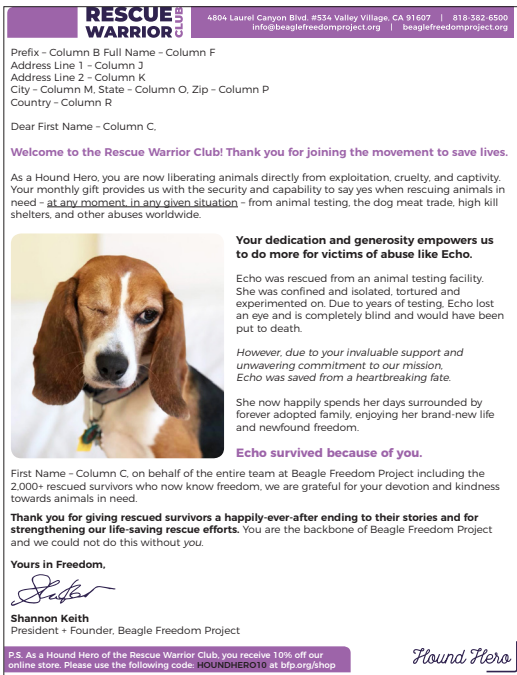 RESCUE
WARRIOR
CLUB
4804 Laurel Canyon Blvd. #534 Valley Village, CA 91607 | 818-382-6500
info@beaglefreedomproject.org | beaglefreedomproject.org
Prefix – Column B Full Name – Column F
Address Line 1 – Column J
Address Line 2 – Column K
City – Column M, State – Column O, Zip – Column P
Country – Column R
Dear First Name – Column C,
Welcome to the Rescue Warrior Club! Thank you for joining the movement to save lives.
As a Hound Hero, you are now liberating animals directly from exploitation, cruelty, and captivity.
Your monthly gift provides us with the security and capability to say yes when rescuing animals in
need – at any moment, in any given situation – from animal testing, the dog meat trade, high kill
shelters, and other abuses worldwide.
Your dedication and generosity empowers us
to do more for victims of abuse like Echo.
Echo was rescued from an animal testing facility.
She was confined and isolated, tortured and
experimented on. Due to years of testing, Echo lost
an eye and is completely blind and would have been
put to death.
However, due to your invaluable support and
unwavering commitment to our mission,
Echo was saved from a heartbreaking fate.
She now happily spends her days surrounded by
forever adopted family, enjoying her brand-new life
and newfound freedom.
Echo survived because of you.
First Name – Column C, on behalf of the entire team at Beagle Freedom Project including the
2,000+ rescued survivors who now know freedom, we are grateful for your devotion and kindness
towards animals in need.
Thank you for giving rescued survivors a happily-ever-after ending to their stories and for
strengthening our life-saving rescue efforts. You are the backbone of Beagle Freedom Project
and we could not do this without you.
Yours in Freedom,
Shannon Keith
President + Founder, Beagle Freedom Project
P.S. As a Hound Hero of the Rescue Warrior Club, you receive 10% off our
online store. Please use the following code: HOUNDHERO10 at bfp.org/shop
Hound Hero